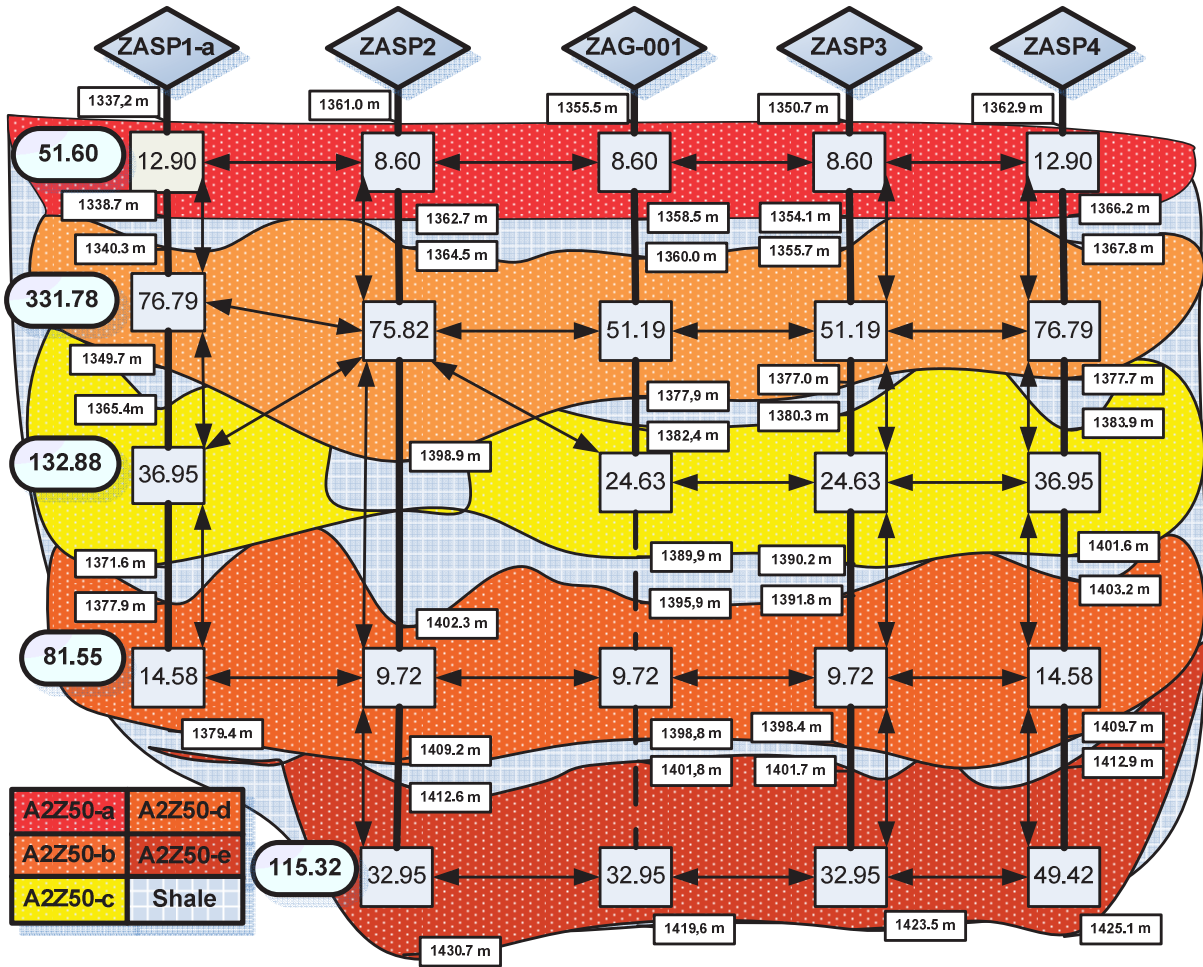 ZASP1-a ZASP2 ZAG-001 ZASP3 ZASP4
1337,2 m 1361.0 m 1355.5 m 1350.7 m 1362.9 m
51.60 12.90 8.60 8.60 8.60 12.90
1338.7 m 1362.7 m 1358.5 m 1354.1 m 1366.2 m
1340.3 m 1364.5 m 1360.0 m 1355.7 m 1367.8 m
331.78 76.79 75.82 51.19 51.19 76.79
1349.7 m 1377,9 m 1377.0 m 1377.7 m
1365.4m 1398.9 m 1382,4 m 1380.3 m 1383.9 m
132.88 36.95 24.63 24.63 36.95
1371.6 m 1389,9 m 1390.2 m 1401.6 m
1377.9 m 1402.3 m 1395,9 m 1391.8 m 1403.2 m
81.55 14.58 9.72 9.72 9.72 14.58
1379.4 m 1409.2 m 1398,8 m 1398.4 m 1409.7 m
1412.6 m 1401,8 m 1401.7 m 1412.9 m
115.32 32.95 32.95 32.95 49.42
1430.7 m 1419,6 m 1423.5 m 1425.1 m
A2Z50-a A2Z50-d
A2Z50-b A2Z50-e
A2Z50-c Shale